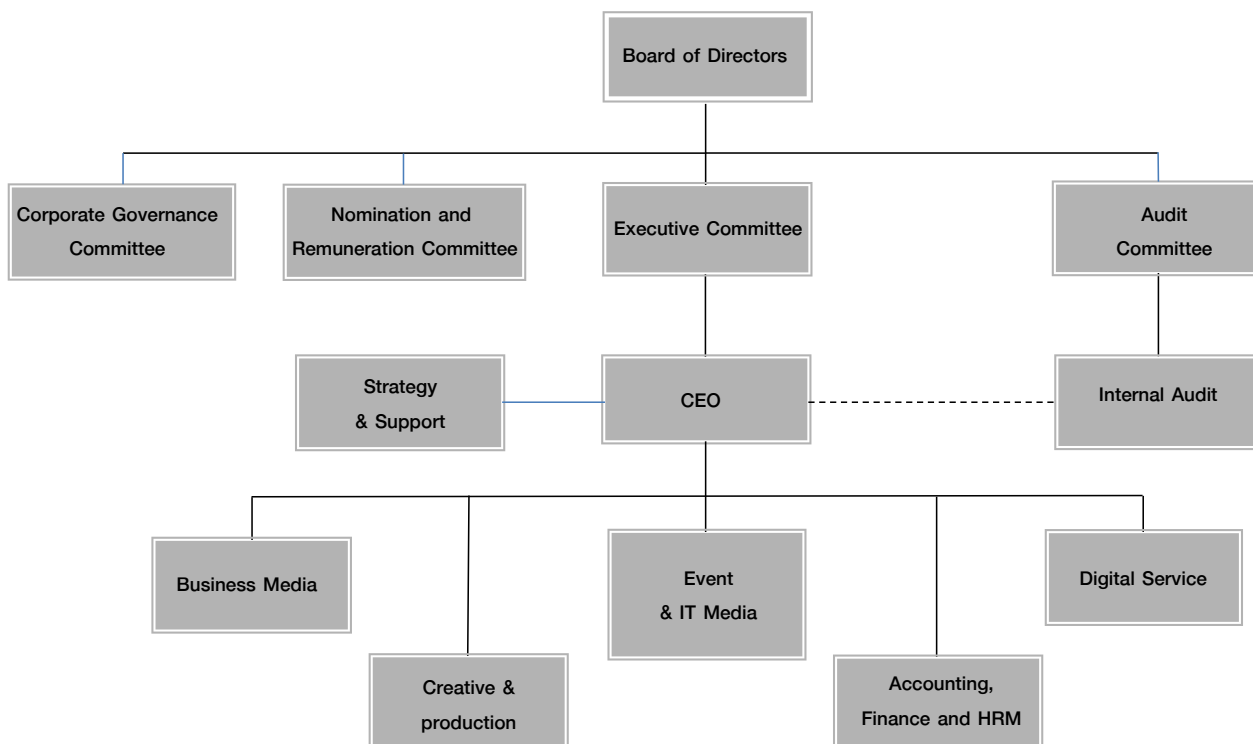 Board of Directors
Corporate Governance
Committee
Nomination and
Remuneration Committee
Executive Committee
Audit
Committee
Strategy
& Support
CEO
Internal Audit
Business Media
Event
& IT Media
Digital Service
Creative &
production
Accounting,
Finance and HRM